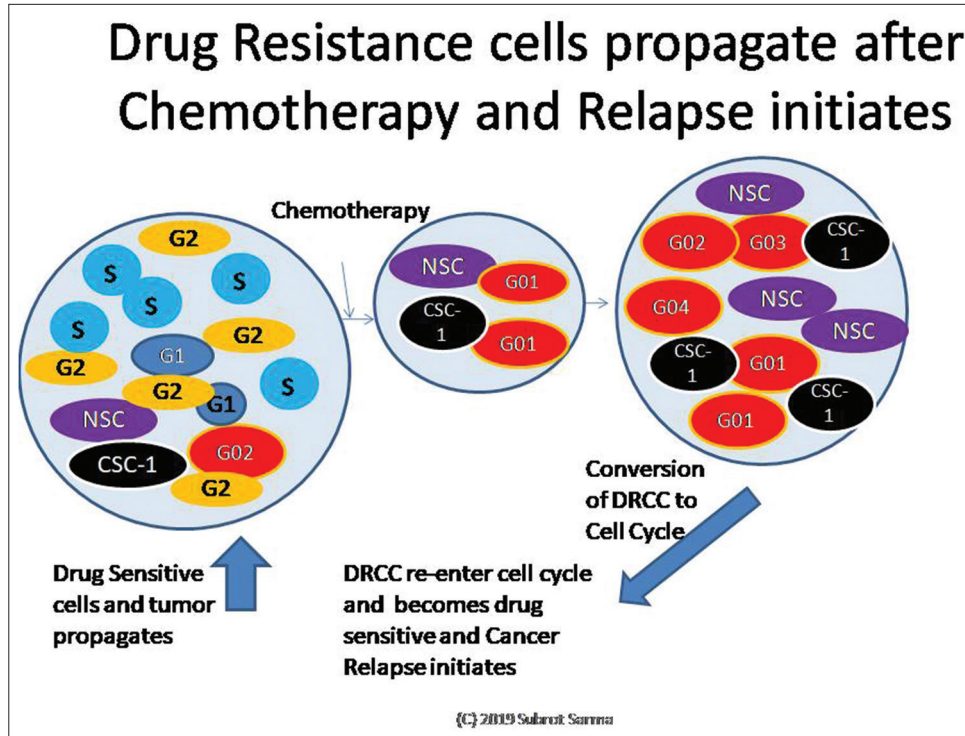 Drug Resistance cells propagate after
Chemotherapy and Relapse initiates
Chemotherapy
G2
S
S
S
S
G2
G1
G2
G2
S
G1
NSC
G02
CSC-1
G2
NSC
G01
CSC-
1
G01
NSC
G02
G03
CSC-
1
G04
NSC
NSC
CSC-
1
G01
CSC-
1
G01
Conversion
of DRCC to
Cell Cycle
Drug Sensitive
cells and tumor
propagates
DRCC re-enter cell cycle
and becomes drug
sensitive and Cancer
Relapse initiates
(C) 2019 Subrot Sarma